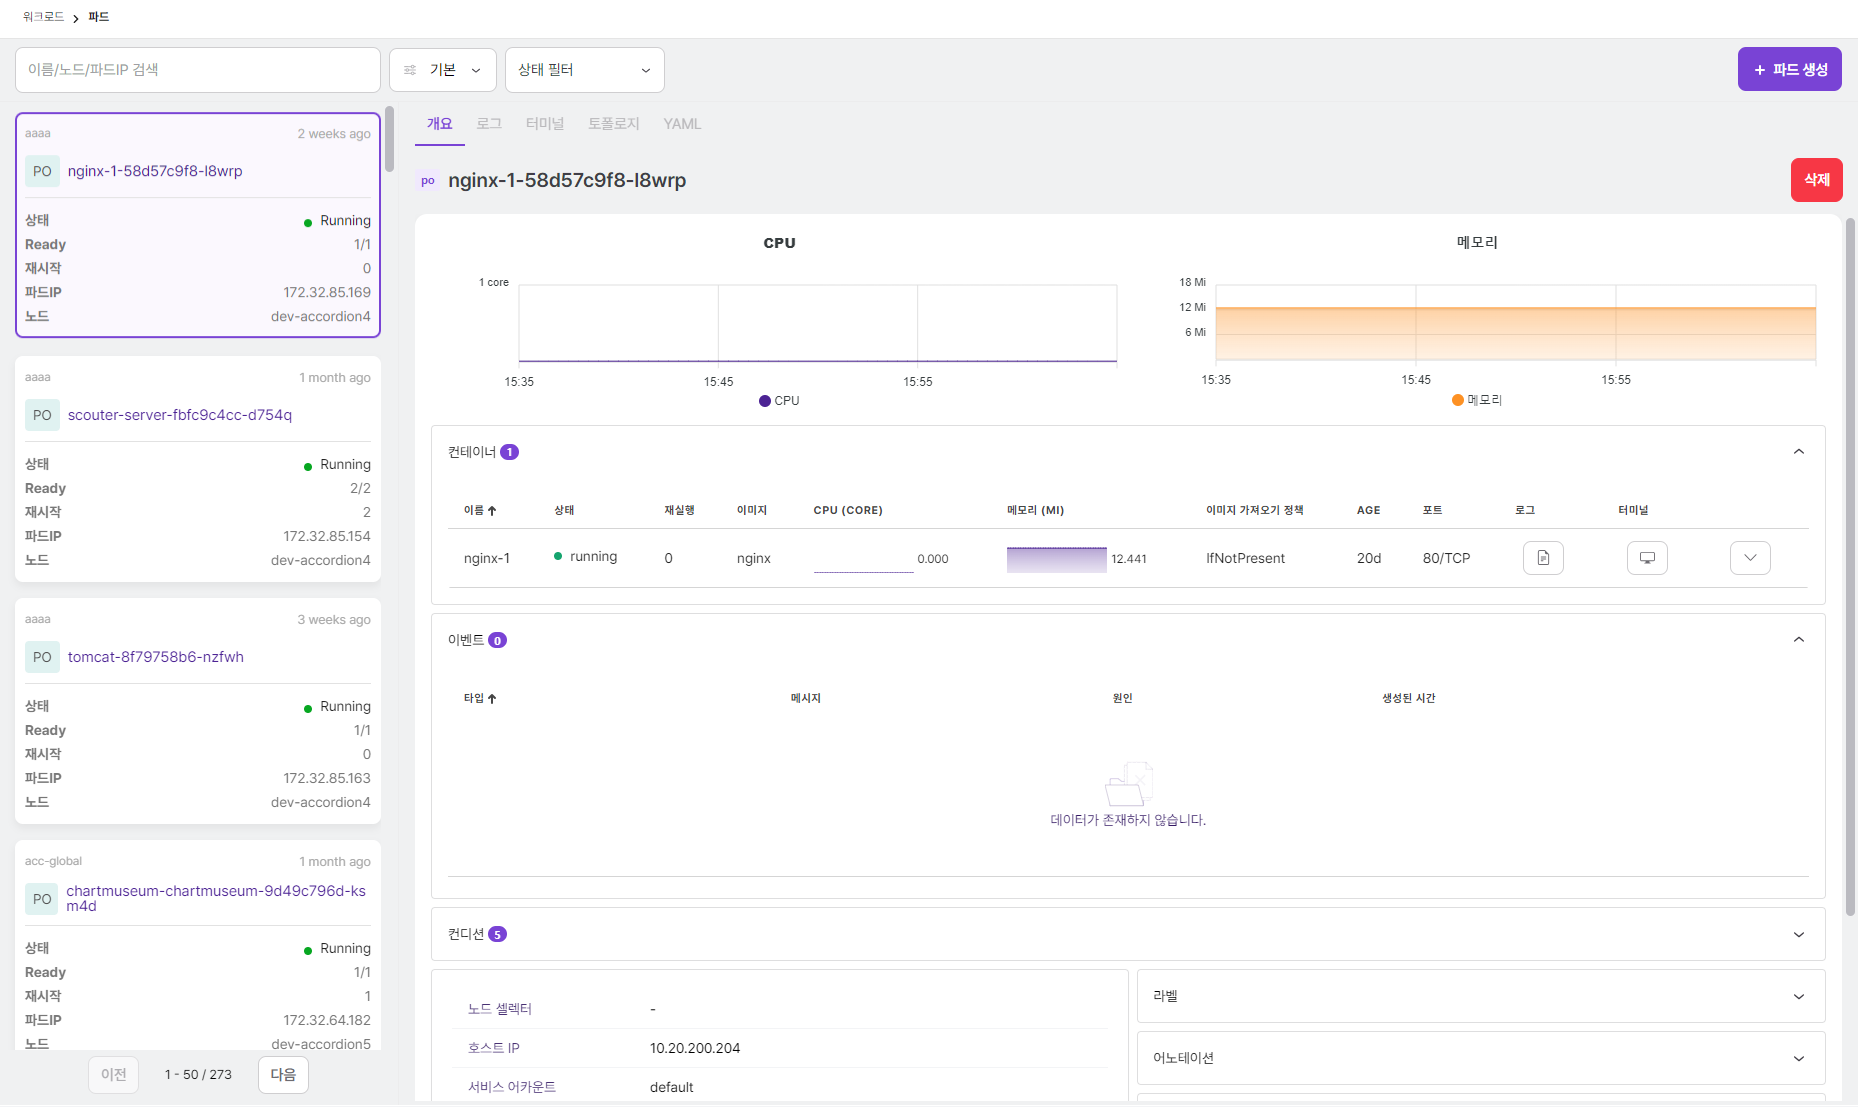 워크로드 > 파드
이름/노드/파드IP 검색
기본
상태 필터
+ 파드 생성
aaaa 2 weeks ago
PO nginx-1-58d57c9f8-l8wrp
상태 Running
Ready 1/1
재시작 0
파드IP 172.32.85.169
노드 dev-accordion4
aaaa 1 month ago
PO scouter-server-fbfc9c4cc-d754q
상태 Running
Ready 2/2
재시작 2
파드IP 172.32.85.154
노드 dev-accordion4
aaaa 3 weeks ago
PO tomcat-8f79758b6-nzfwh
상태 Running
Ready 1/1
재시작 0
파드IP 172.32.85.163
노드 dev-accordion4
acc-global 1 month ago
PO chartmuseum-chartmuseum-9d49c796d-ks
m4d
상태 Running
Ready 1/1
재시작 1
파드IP 172.32.64.182
노드 dev-accordion5
이전 1 - 50 / 273 다음
개요 로그 터미널 토폴로지 YAML
po nginx-1-58d57c9f8-l8wrp
삭제
CPU
1 core
15:35 15:45 15:55
CPU
메모리
18 Mi
12 Mi
6 Mi
15:35 15:45 15:55
메모리
컨테이너 1
이름 상태 재실행 이미지 CPU (CORE) 메모리 (MI) 이미지 가져오기 정책 AGE 포트 로그 터미널
nginx-1 running 0 nginx 0.000 12.441 IfNotPresent 20d 80/TCP
이벤트 0
타입 메시지 원인 생성된 시간
데이터가 존재하지 않습니다.
컨디션 5
노드 셀렉터 -
호스트 IP 10.20.200.204
서비스 어카운트 default
라벨
어노테이션